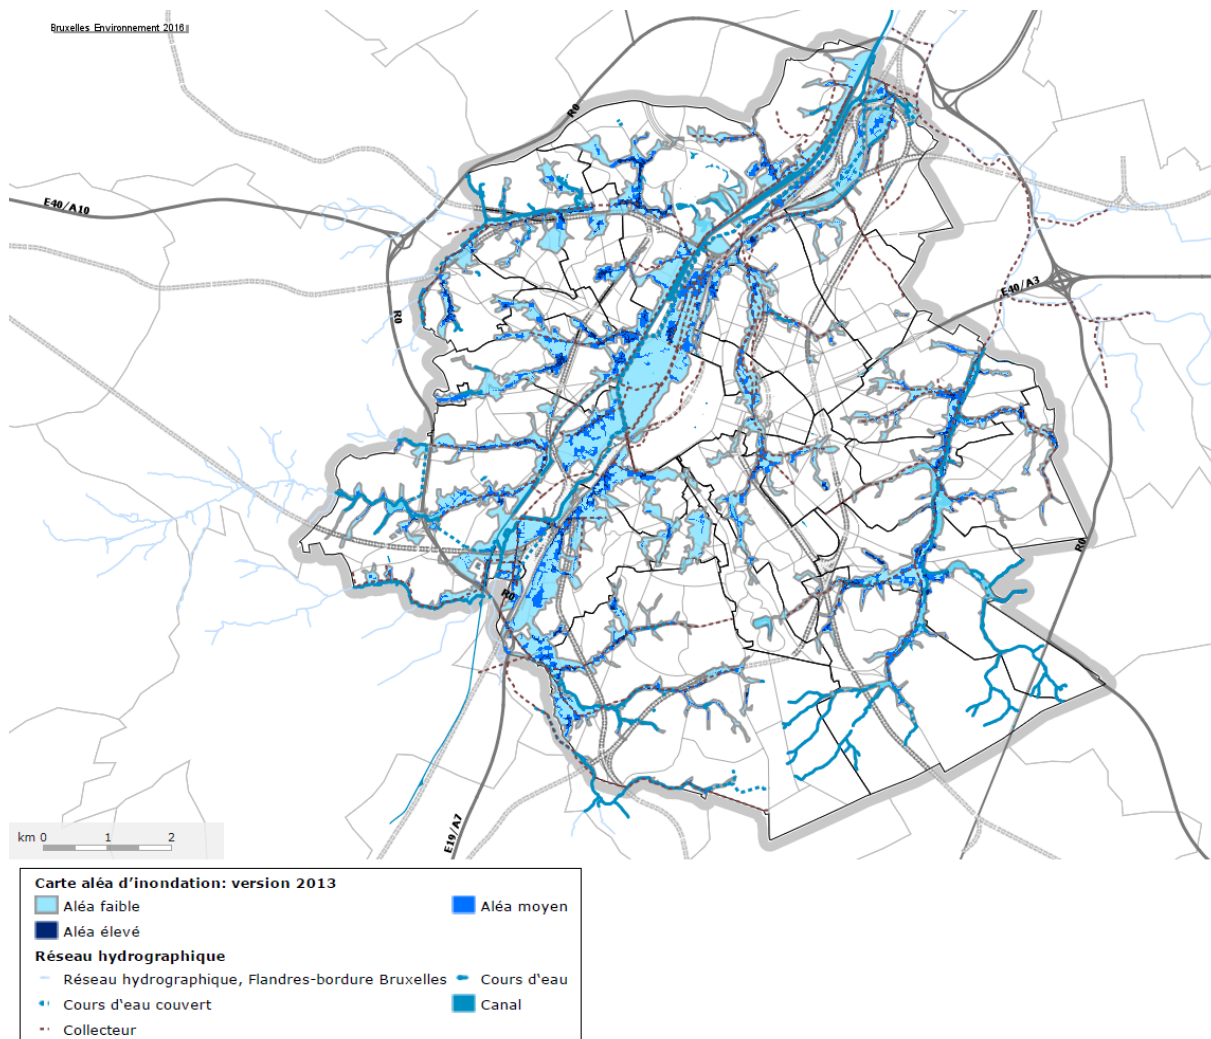 Bruxelles Environnement 2016
R0
E40/A10
E40/A3
R0
R0
R0
E19/A7
km 0 1 2
Carte aléa d'inondation: version 2013
Aléa faible
Aléa moyen
Aléa élevé
Réseau hydrographique
Réseau hydrographique, Flandres-bordure Bruxelles
Cours d'eau
Cours d'eau couvert
Canal
Collecteur